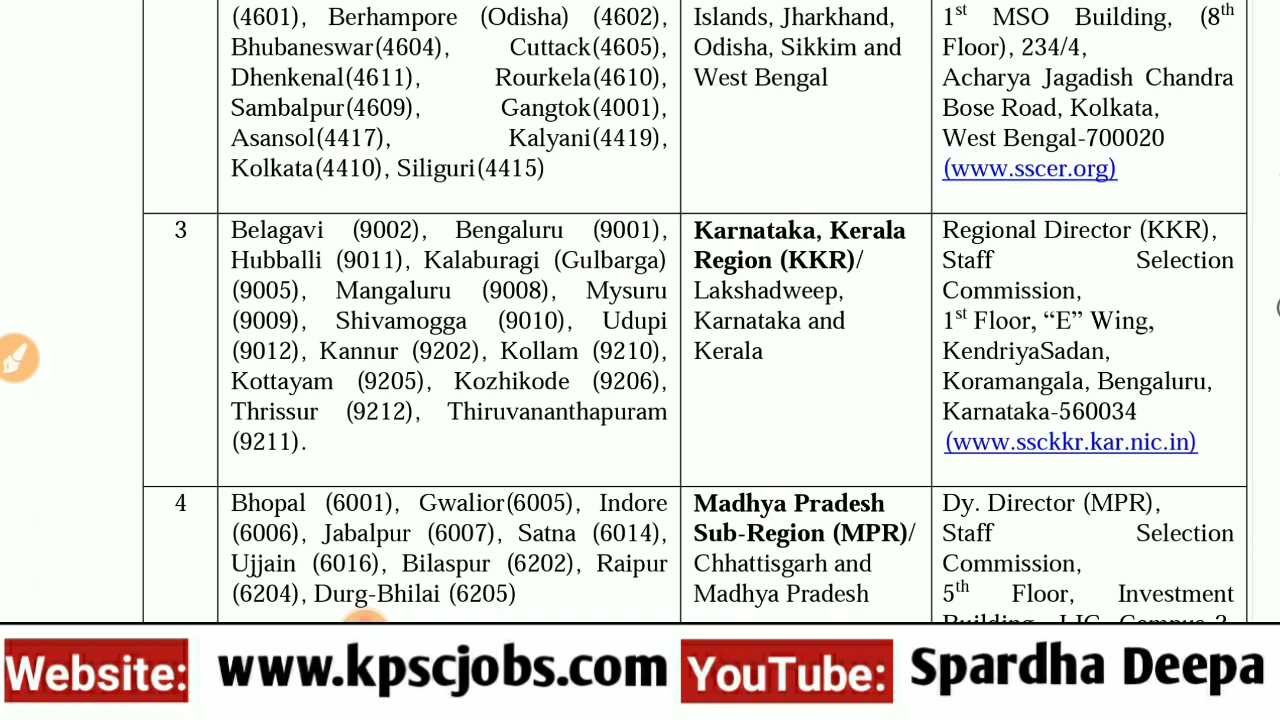 (4601), Berhampore (Odisha) (4602),
Bhubaneswar(4604), Cuttack(4605),
Dhenkenal(4611), Rourkela(4610),
Sambalpur(4609), Gangtok(4001),
Asansol(4417), Kalyani(4419),
Kolkata(4410), Siliguri(4415)
Islands, Jharkhand,
Odisha, Sikkim and
West Bengal
1st MSO Building, (8th
Floor), 234/4,
Acharya Jagadish Chandra
Bose Road, Kolkata,
West Bengal-700020
(www.sscer.org)
3
Belagavi (9002), Bengaluru (9001),
Hubballi (9011), Kalaburagi (Gulbarga)
(9005), Mangaluru (9008), Mysuru
(9009), Shivamogga (9010), Udupi
(9012), Kannur (9202), Kollam (9210),
Kottayam (9205), Kozhikode (9206),
Thrissur (9212), Thiruvananthapuram
(9211).
Karnataka, Kerala
Region (KKR)/
Lakshadweep,
Karnataka and
Kerala
Regional Director (KKR),
Staff Selection
Commission,
1st Floor, “E” Wing,
KendriyaSadan,
Koramangala, Bengaluru,
Karnataka-560034
(www.ssckkr.kar.nic.in)
4
Bhopal (6001), Gwalior(6005), Indore
(6006), Jabalpur (6007), Satna (6014),
Ujjain (6016), Bilaspur (6202), Raipur
(6204), Durg-Bhilai (6205)
Madhya Pradesh
Sub-Region (MPR)/
Chhattisgarh and
Madhya Pradesh
Dy. Director (MPR),
Staff Selection
Commission,
5th Floor, Investment
Building, LIC Campus-2,
Website: www.kpscjobs.com YouTube: Spardha Deepa